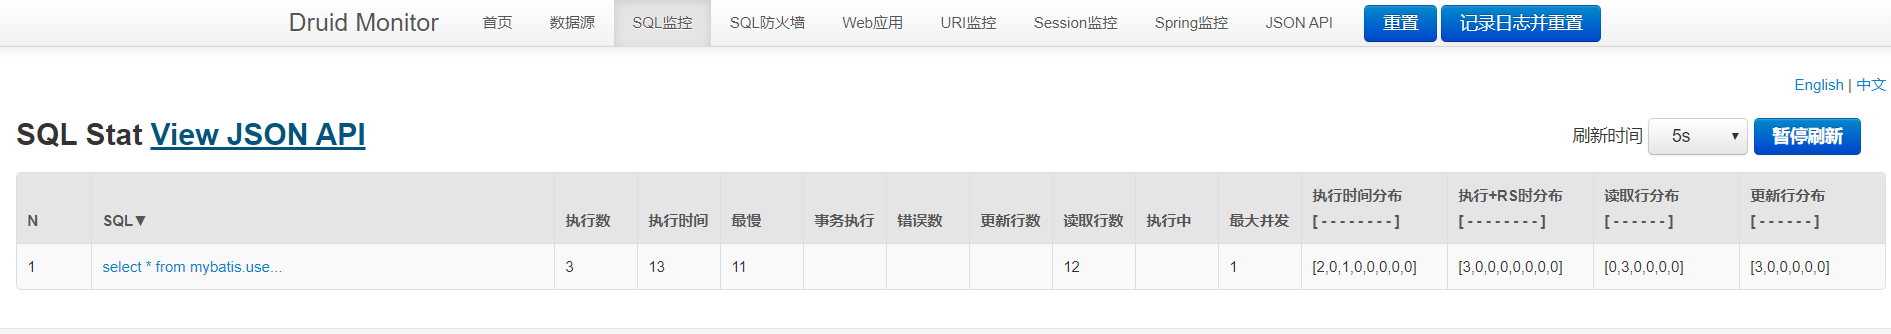 Druid Monitor 首页 数据源 SQL监控 SQL防火墙 Web应用 URI监控 Session监控 Spring监控 JSON API 重置 记录日志并重置
English | 中文
SQL Stat View JSON API 刷新时间 5s 暂停刷新
N SQL▼ 执行数 执行时间 最慢 事务执行 错误数 更新行数 读取行数 执行中 最大并发 执行时间分布 [ - - - - - - - - ] 执行+RS时分布 [ - - - - - - - - ] 读取行分布 [ - - - - - - ] 更新行分布 [ - - - - - - ]
1 select * from mybatis.use... 3 13 11 12 1 [2,0,1,0,0,0,0,0] [3,0,0,0,0,0,0,0] [0,3,0,0,0,0] [3,0,0,0,0,0]